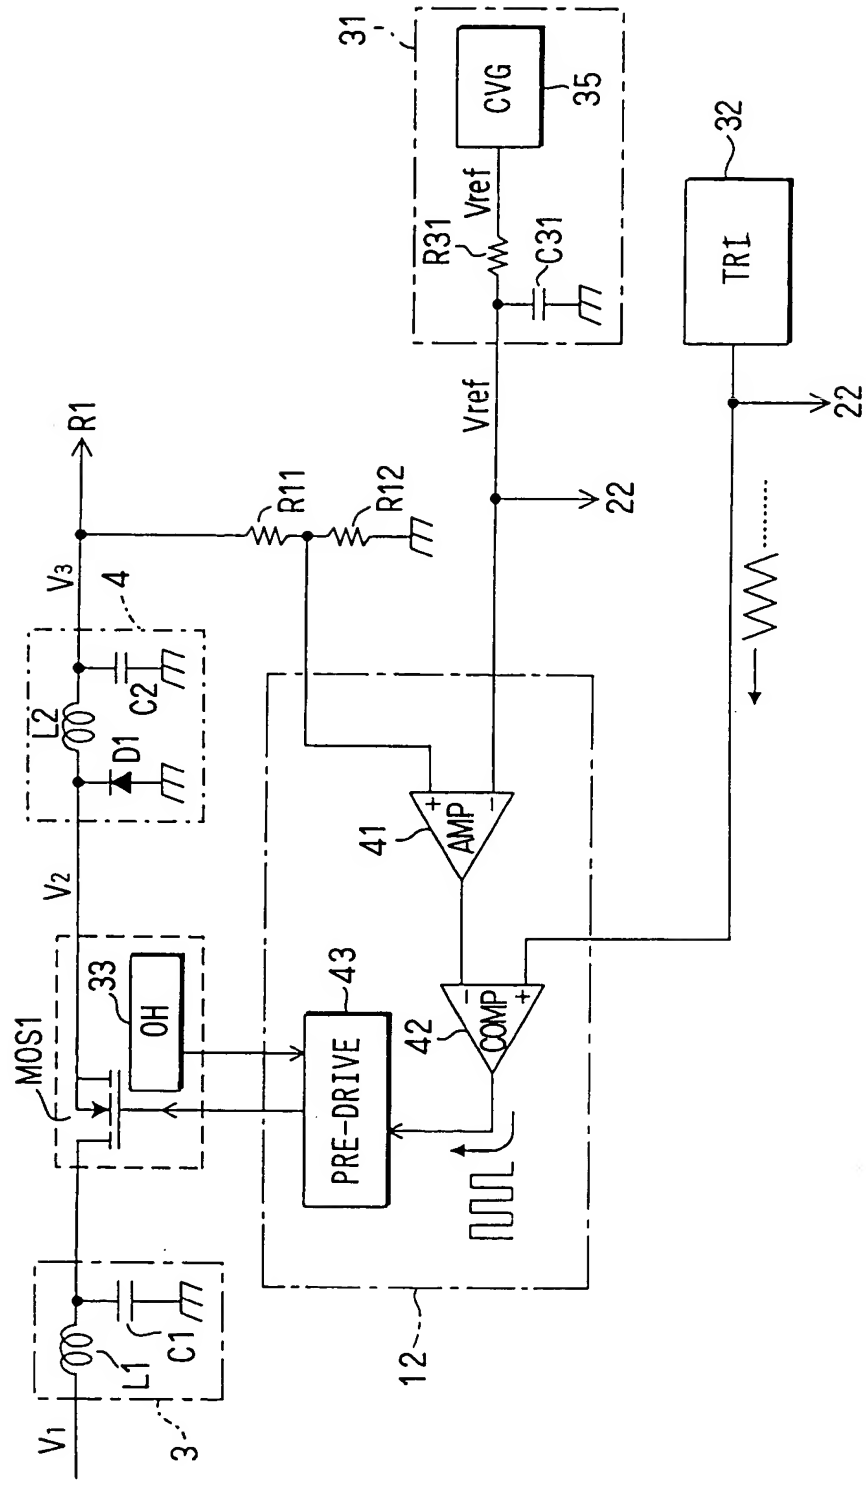 V1
3
L1
C1
MOS1
33
OH
V2
4
L2
D1
C2
V3
R1
R11
R12
12
PRE-DRIVE
43
42
COMP
-
+
41
AMP
+
-
22
Vref
31
R31
C31
Vref
CVG
35
22
TRI
32